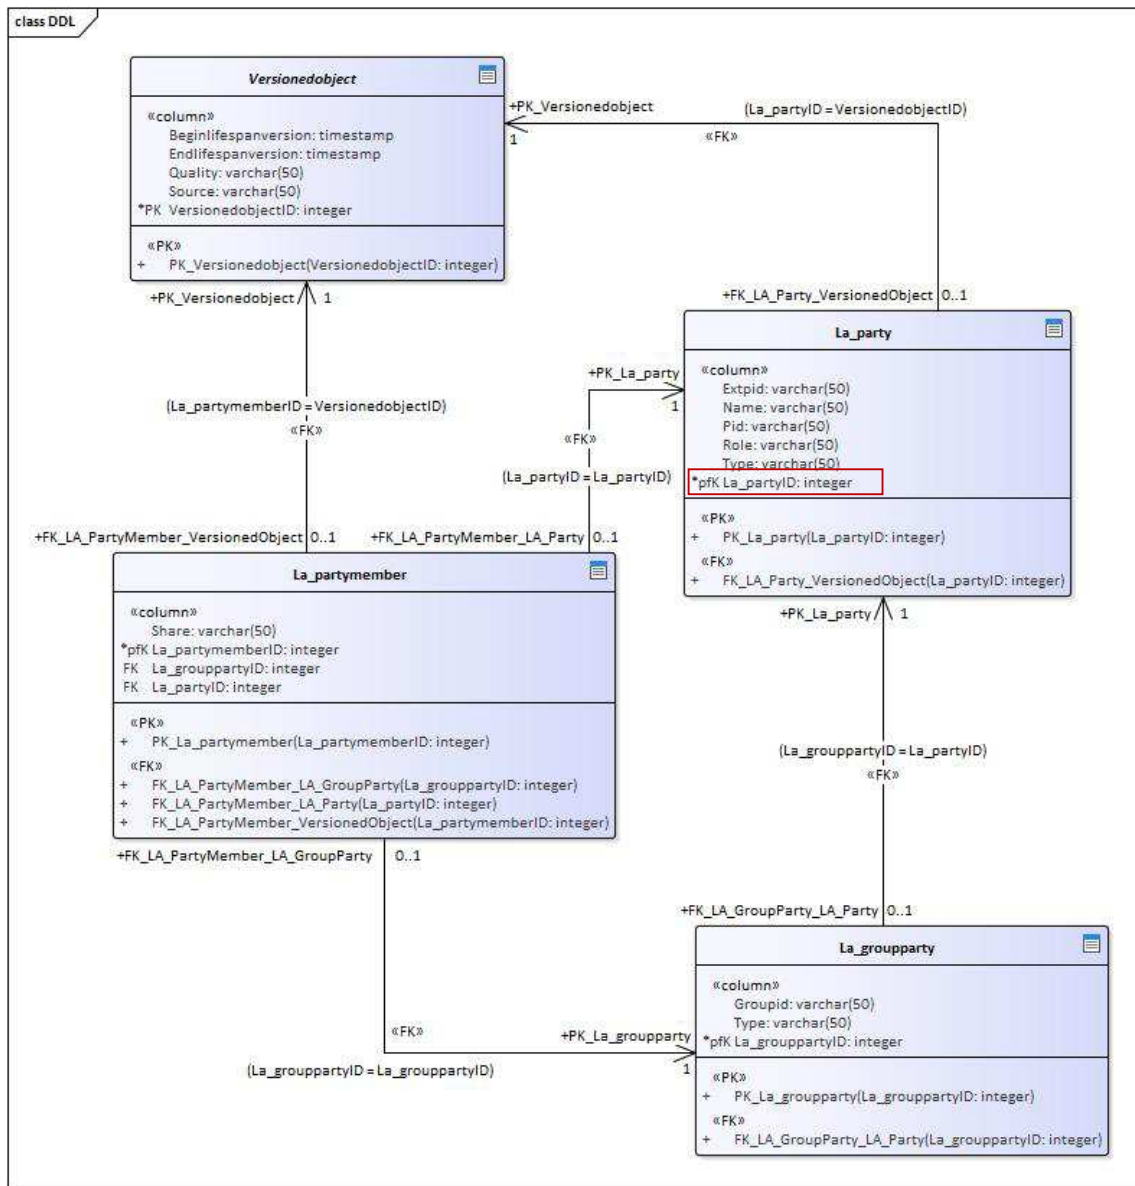 class DDL
Versionedobject
«column»
Beginlifespanversion: timestamp
Endlifespanversion: timestamp
Quality: varchar(50)
Source: varchar(50)
*PK VersionedobjectID: integer
«PK»
+ PK_Versionedobject(VersionedobjectID: integer)
+PK_Versionedobject
(La_partyID = VersionedobjectID)
1
«FK»
+PK_Versionedobject
1
+FK_LA_Party_VersionedObject
0..1
La_party
«column»
Extpid: varchar(50)
Name: varchar(50)
Pid: varchar(50)
Role: varchar(50)
Type: varchar(50)
*pfK La_partyID: integer
«PK»
+ PK_La_party(La_partyID: integer)
«FK»
+ FK_LA_Party_VersionedObject(La_partyID: integer)
+PK_La_party
1
«FK»
(La_partyID = La_partyID)
(La_partymemberID = VersionedobjectID)
«FK»
+FK_LA_PartyMember_VersionedObject
0..1
+FK_LA_PartyMember_LA_Party
0..1
La_partymember
«column»
Share: varchar(50)
*pfK La_partymemberID: integer
FK La_grouppartyID: integer
FK La_partyID: integer
«PK»
+ PK_La_partymember(La_partymemberID: integer)
«FK»
+ FK_LA_PartyMember_LA_GroupParty(La_grouppartyID: integer)
+ FK_LA_PartyMember_LA_Party(La_partyID: integer)
+ FK_LA_PartyMember_VersionedObject(La_partymemberID: integer)
+PK_La_party
1
(La_grouppartyID = La_partyID)
«FK»
+FK_LA_PartyMember_LA_GroupParty
0..1
+FK_LA_GroupParty_LA_Party
0..1
La_groupparty
«column»
Groupid: varchar(50)
Type: varchar(50)
*pfK La_grouppartyID: integer
«PK»
+ PK_La_groupparty(La_grouppartyID: integer)
«FK»
+ FK_LA_GroupParty_LA_Party(La_grouppartyID: integer)
«FK»
+PK_La_groupparty
(La_grouppartyID = La_grouppartyID)
1